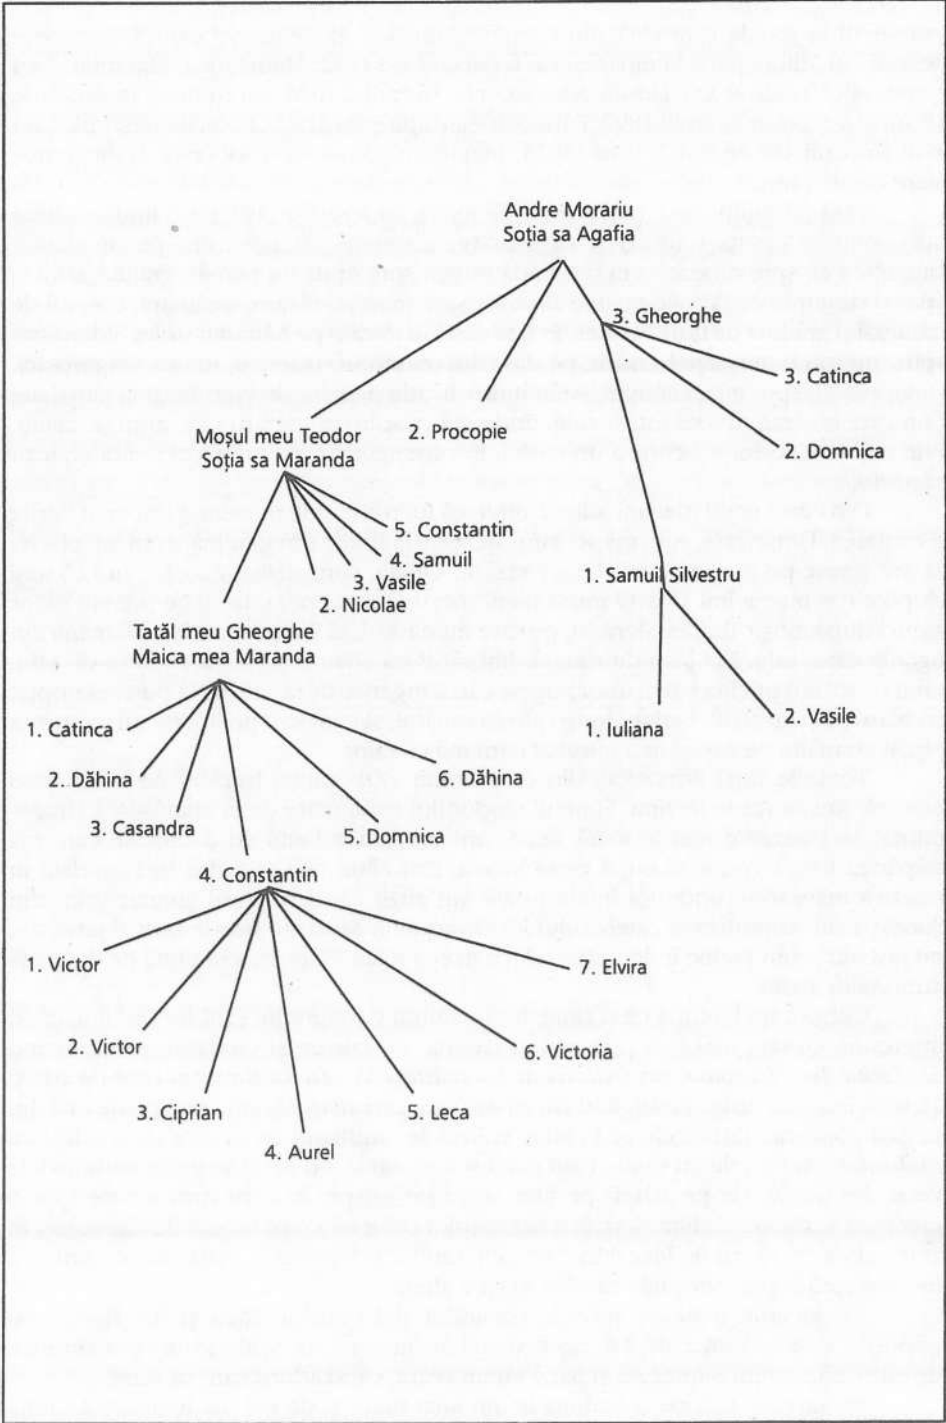 Andre Morariu
Soția sa Agafia
3. Gheorghe
3. Catinca
2. Procopie
Moșul meu Teodor
Soția sa Maranda
2. Domnica
5. Constantin
4. Samuil
3. Vasile
2. Nicolae
1. Samuil Silvestru
Tatăl meu Gheorghe
Maica mea Maranda
1. Catinca
2. Dăhina
3. Casandra
6. Dăhina
5. Domnica
1. Iuliana
2. Vasile
4. Constantin
1. Victor
7. Elvira
2. Victor
6. Victoria
3. Ciprian
5. Leca
4. Aurel